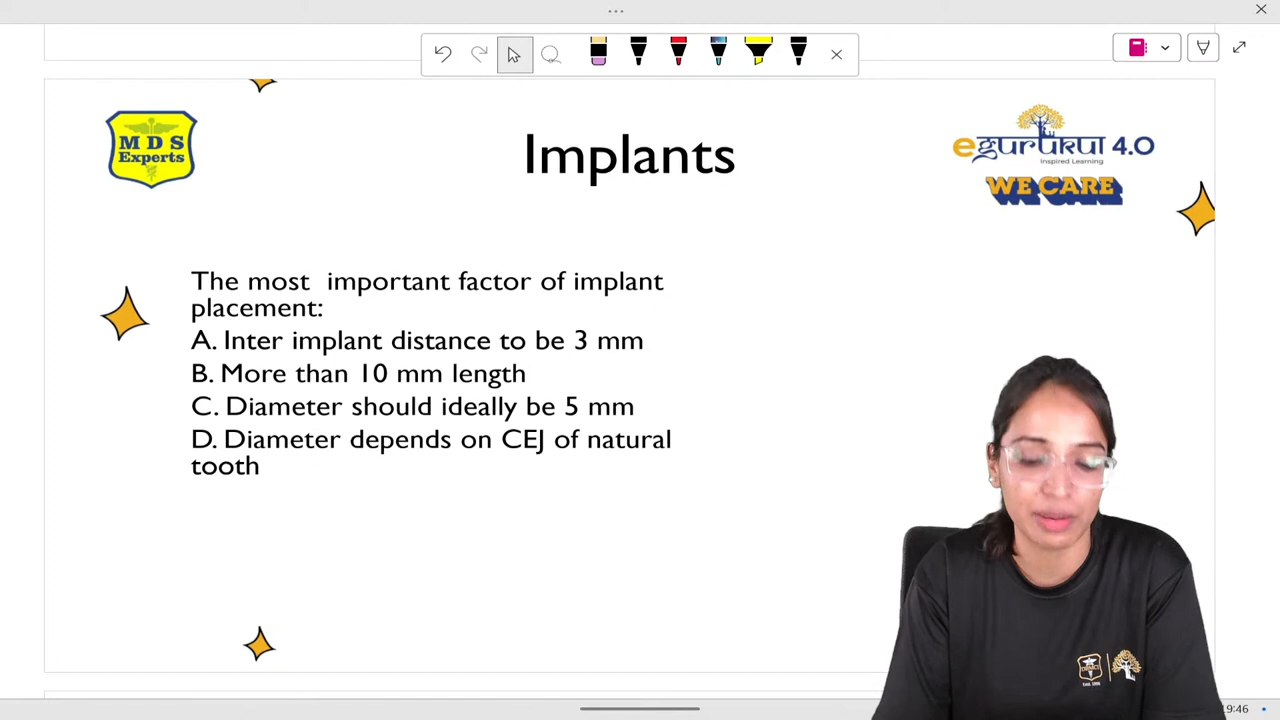 MDS
Experts
Implants
egurukul 4.0
Inspired Learning
WE CARE
The most important factor of implant
placement:
A. Inter implant distance to be 3 mm
B. More than 10 mm length
C. Diameter should ideally be 5 mm
D. Diameter depends on CEJ of natural
tooth
19:46